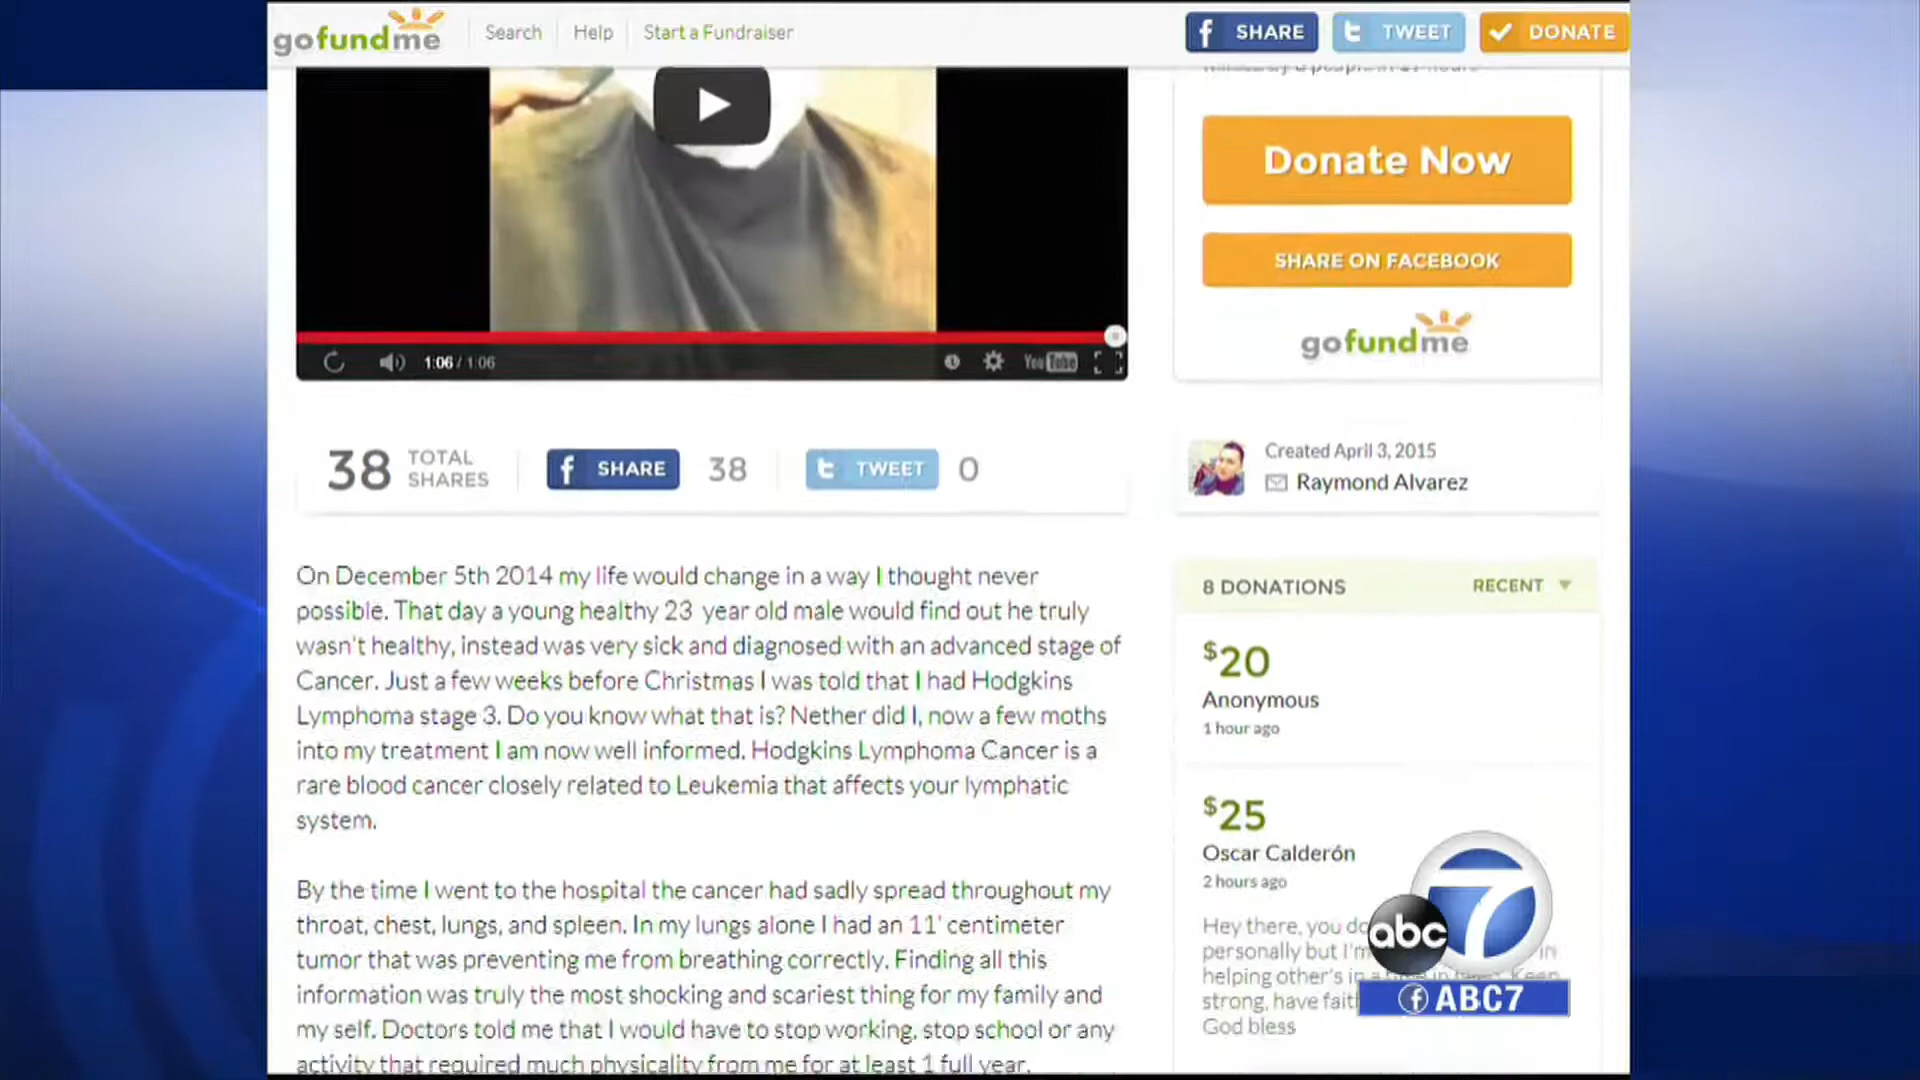 gofundme Search Help Start a Fundraiser SHARE TWEET DONATE
Donate Now
SHARE ON FACEBOOK
gofundme
1:06 / 1:06 YouTube
38 TOTAL SHARES SHARE 38 TWEET 0
Created April 3, 2015
Raymond Alvarez
On December 5th 2014 my life would change in a way I thought never
possible. That day a young healthy 23 year old male would find out he truly
wasn't healthy, instead was very sick and diagnosed with an advanced stage of
Cancer. Just a few weeks before Christmas I was told that I had Hodgkins
Lymphoma stage 3. Do you know what that is? Nether did I, now a few moths
into my treatment I am now well informed. Hodgkins Lymphoma Cancer is a
rare blood cancer closely related to Leukemia that affects your lymphatic
system.
By the time I went to the hospital the cancer had sadly spread throughout my
throat, chest, lungs, and spleen. In my lungs alone I had an 11' centimeter
tumor that was preventing me from breathing correctly. Finding all this
information was truly the most shocking and scariest thing for my family and
my self. Doctors told me that I would have to stop working, stop school or any
activity that required much physicality from me for at least 1 full year.
8 DONATIONS RECENT
$20
Anonymous
1 hour ago
$25
Oscar Calderón
2 hours ago
Hey there, you
personally but in
helping other's in Keep
strong, have
God bless
abc 7
f ABC7